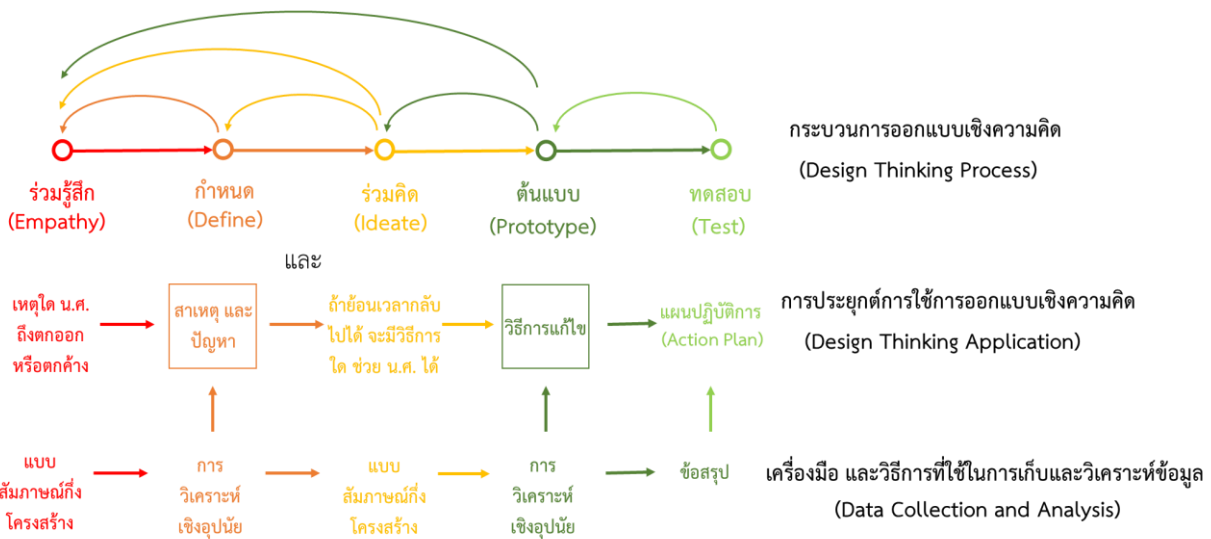 กระบวนการออกแบบเชิงความคิด
(Design Thinking Process)
ร่วมรู้สึก
(Empathy)
กำหนด
(Define)
ร่วมคิด
(Ideate)
ต้นแบบ
(Prototype)
ทดสอบ
(Test)
และ
เหตุใด น.ศ.
ถึงตกออก
หรือตกค้าง
สาเหตุ และ
ปัญหา
ถ้าย้อนเวลากลับ
ไปได้ จะมีวิธีการ
ใด ช่วย น.ศ. ได้
วิธีการแก้ไข
แผนปฏิบัติการ
(Action Plan)
การประยุกต์การใช้การออกแบบเชิงความคิด
(Design Thinking Application)
แบบ
สัมภาษณ์กึ่ง
โครงสร้าง
การ
วิเคราะห์
เชิงอุปนัย
แบบ
สัมภาษณ์กึ่ง
โครงสร้าง
การ
วิเคราะห์
เชิงอุปนัย
ข้อสรุป
เครื่องมือ และวิธีการที่ใช้ในการเก็บและวิเคราะห์ข้อมูล
(Data Collection and Analysis)